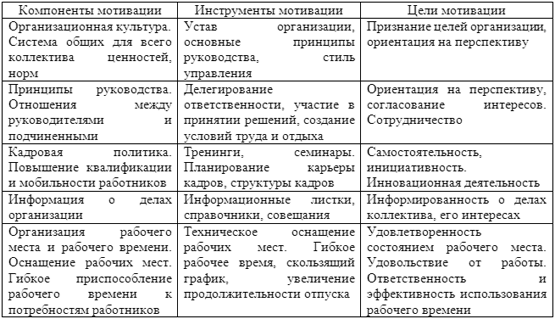 Компоненты мотивации
Инструменты мотивации
Цели мотивации
Организационная культура.
Система общих для всего
коллектива ценностей,
норм
Устав организации,
основные принципы
руководства, стиль
управления
Признание целей организации,
ориентация на перспективу
Принципы руководства.
Отношения между
руководителями и
подчиненными
Делегирование
ответственности, участие в
принятии решений, создание
условий труда и отдыха
Ориентация на перспективу,
согласование интересов.
Сотрудничество
Кадровая политика.
Повышение квалификации
и мобильности работников
Тренинги, семинары.
Планирование карьеры
кадров, структуры кадров
Самостоятельность,
инициативность.
Инновационная деятельность
Информация о делах
организации
Информационные листки,
справочники, совещания
Информированность о делах
коллектива, его интересах
Организация рабочего
места и рабочего времени.
Оснащение рабочих мест.
Гибкое приспособление
рабочего времени к
потребностям работников
Техническое оснащение
рабочих мест. Гибкое
рабочее время, скользящий
график, увеличение
продолжительности отпуска
Удовлетворенность
состоянием рабочего места.
Удовольствие от работы.
Ответственность и
эффективность использования
рабочего времени